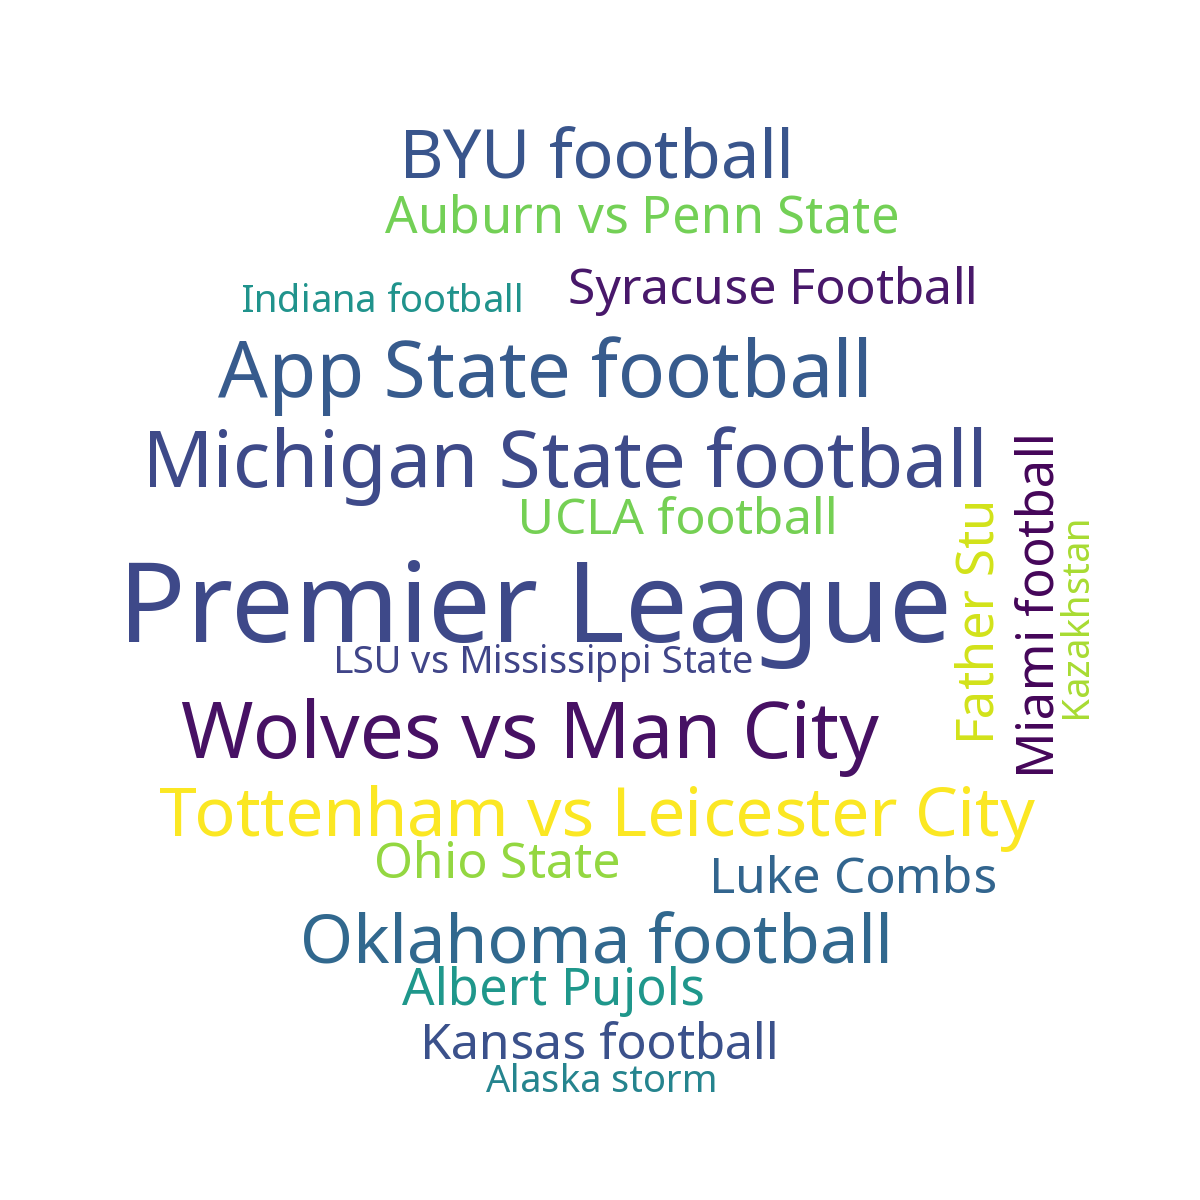 BYU football
Auburn vs Penn State
Indiana football
Syracuse Football
App State football
Michigan State football
UCLA football
Premier League
LSU vs Mississippi State
Wolves vs Man City
Tottenham vs Leicester City
Ohio State
Luke Combs
Oklahoma football
Albert Pujols
Kansas football
Alaska storm
Father Stu
Miami football
Kazakhstan